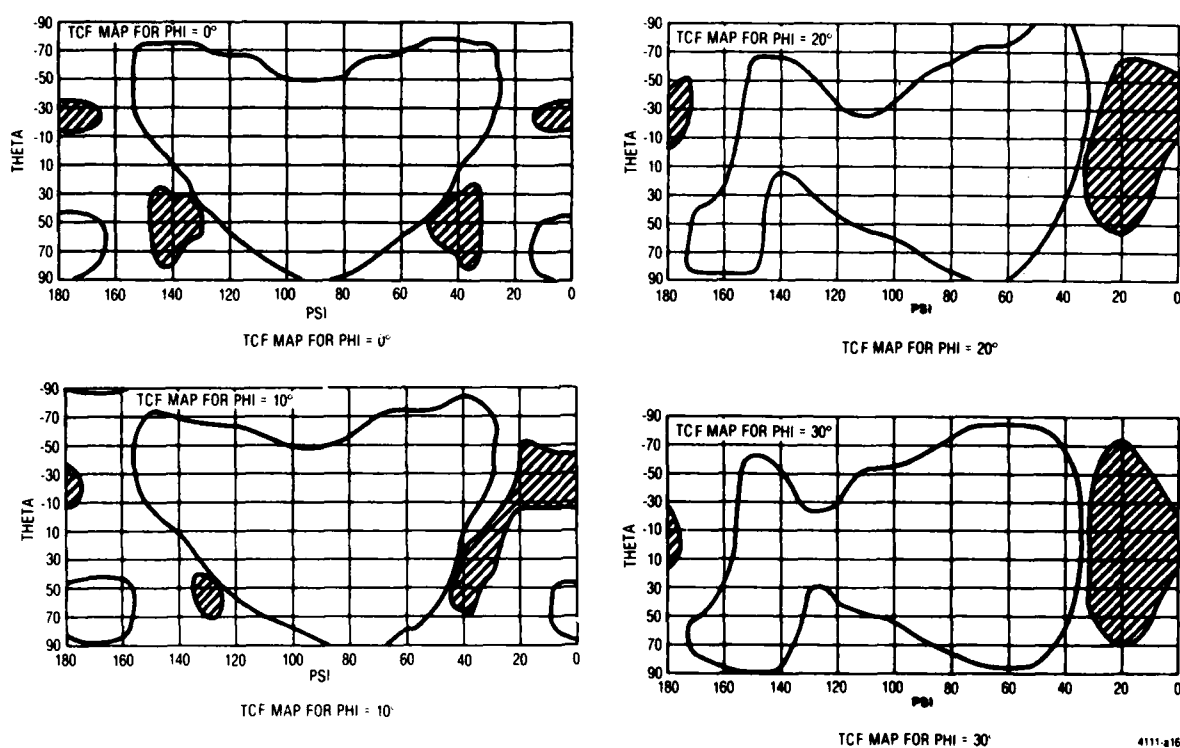 TCF MAP FOR PHI = 0°
-90
-70
-50
-30
-10
10
30
50
70
90
THETA
180 160 140 120 100 80 60 40 20 0
PSI
TCF MAP FOR PHI = 0°
TCF MAP FOR PHI = 20°
-90
-70
-50
-30
-10
10
30
50
70
90
THETA
180 160 140 120 100 80 60 40 20 0
PSI
TCF MAP FOR PHI = 20°
TCF MAP FOR PHI = 10°
-90
-70
-50
-30
-10
10
30
50
70
90
THETA
180 160 140 120 100 80 60 40 20 0
PSI
TCF MAP FOR PHI = 10°
TCF MAP FOR PHI = 30°
-90
-70
-50
-30
-10
10
30
50
70
90
THETA
180 160 140 120 100 80 60 40 20 0
PSI
TCF MAP FOR PHI = 30°
4111-a16